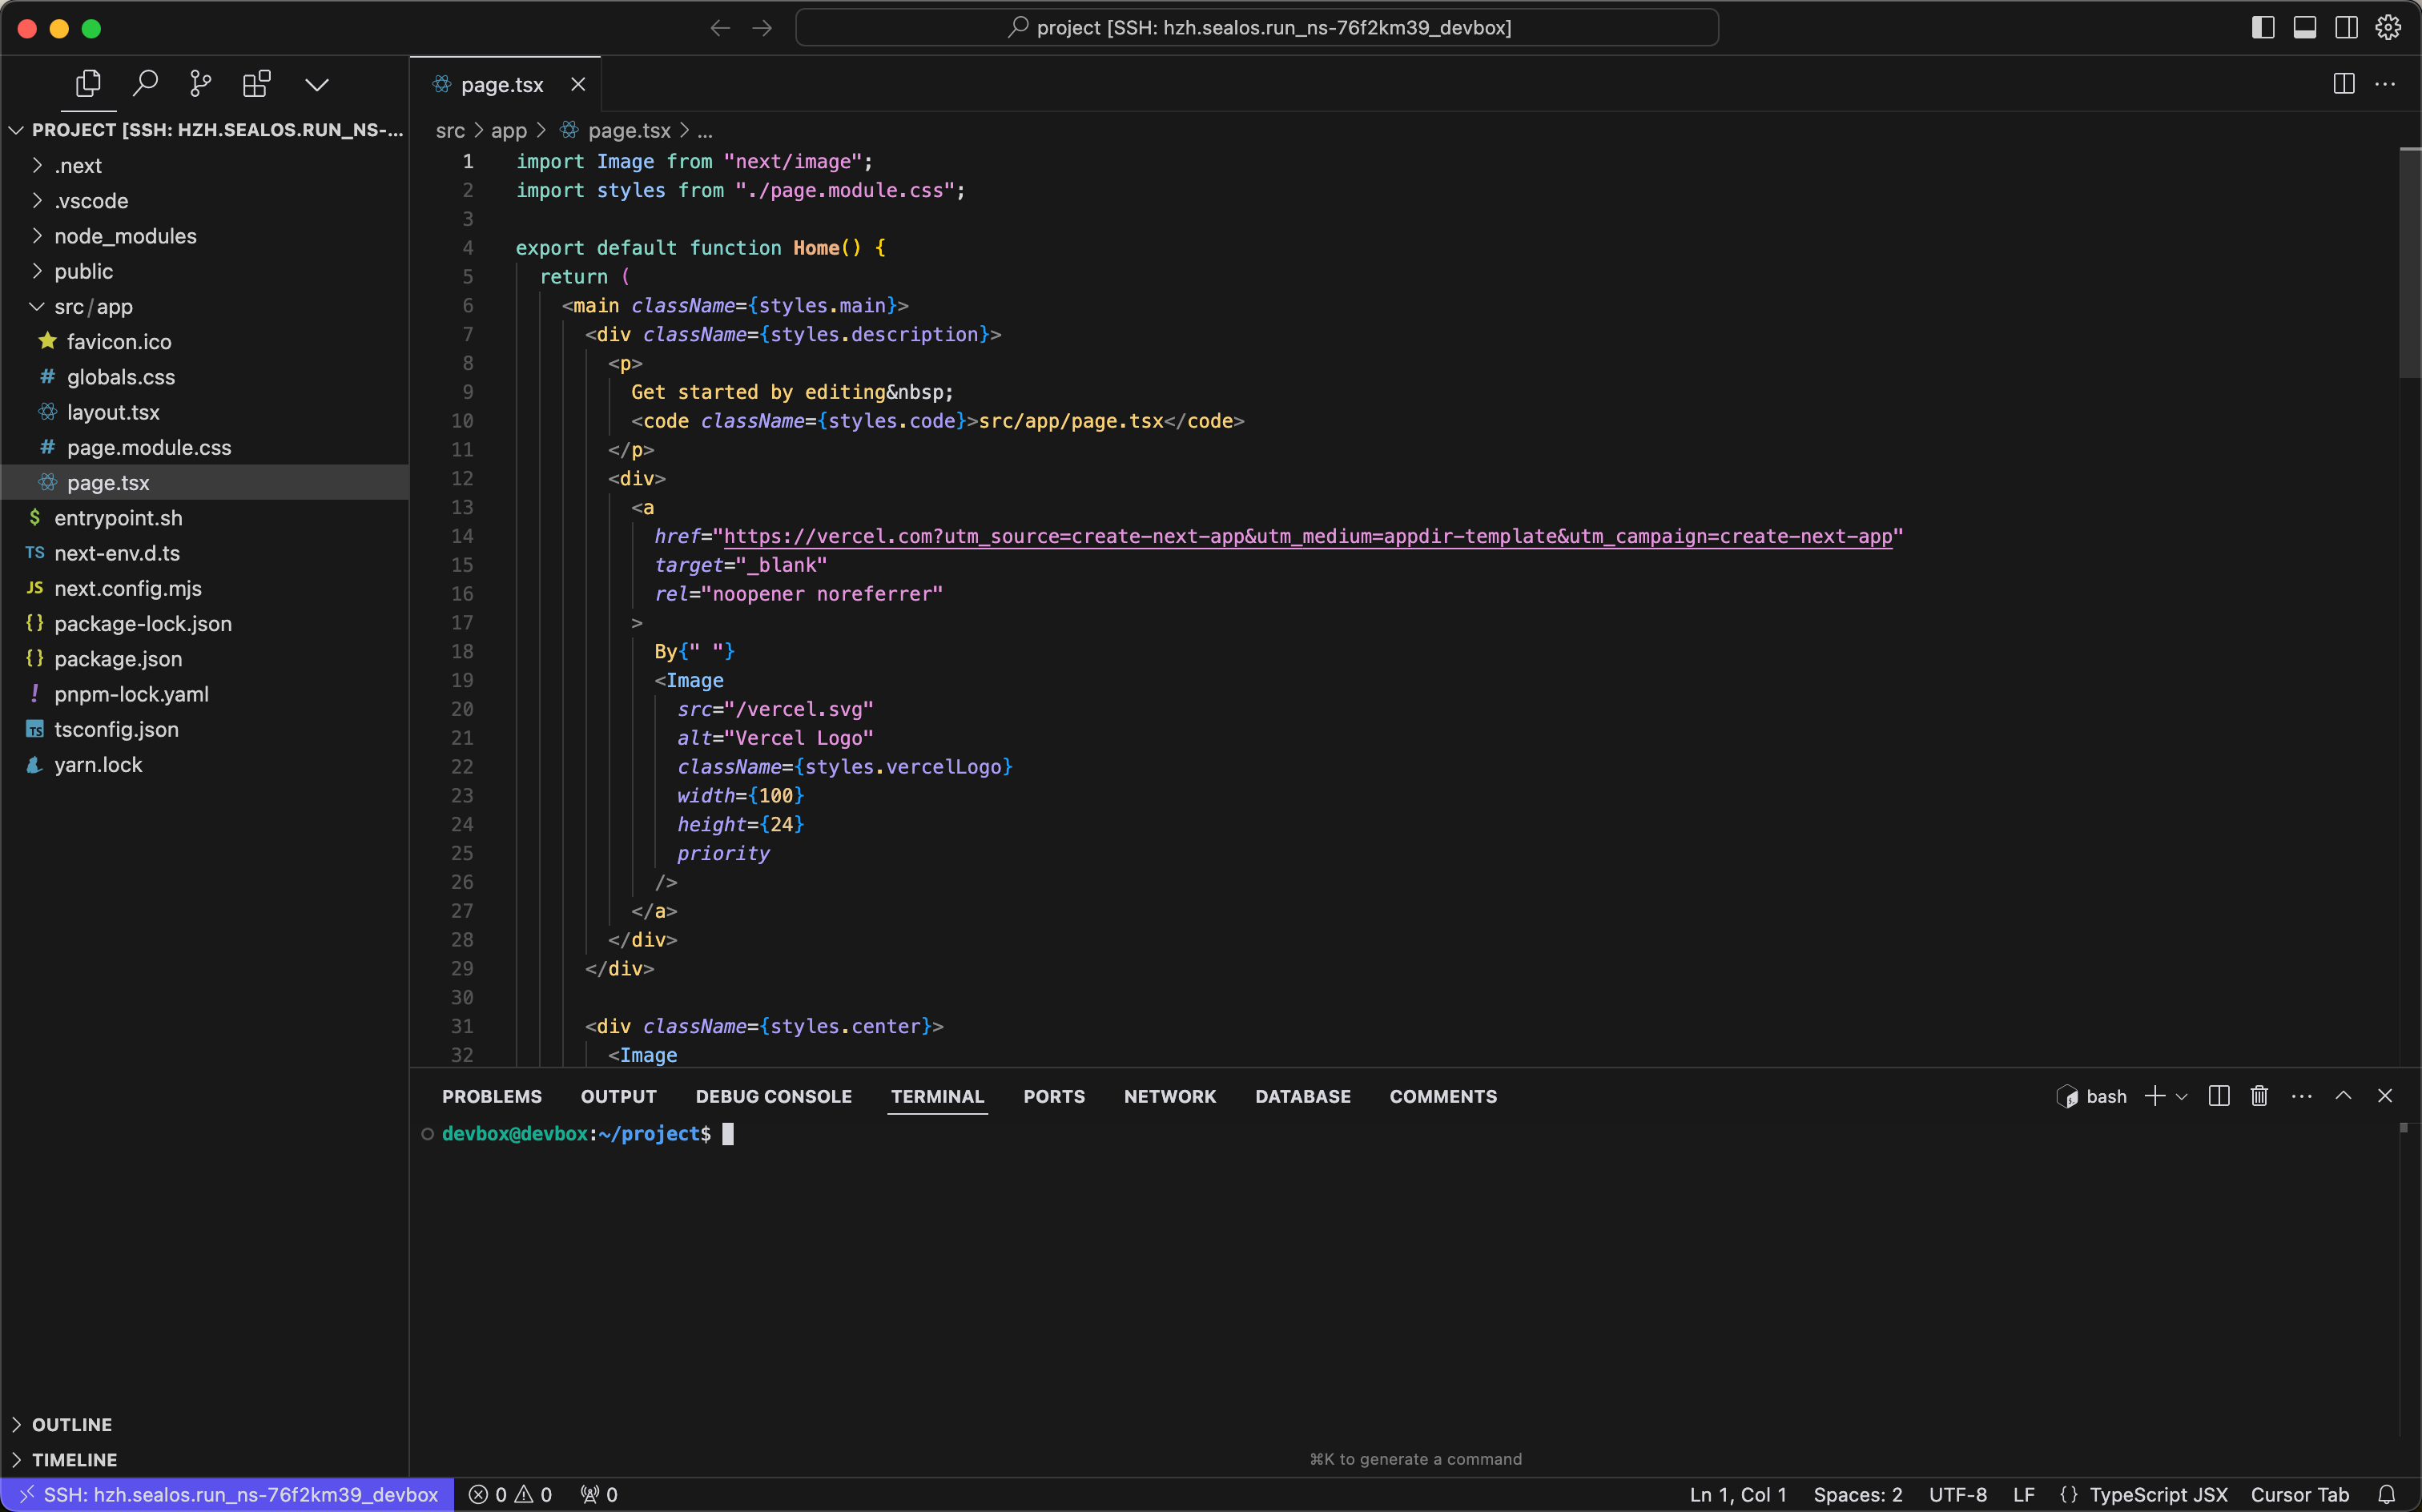 project [SSH: hzh.sealos.run_ns-76f2km39_devbox]
PROJECT [SSH: HZH.SEALOS.RUN_NS-...
.next
.vscode
node_modules
public
src/app
favicon.ico
# globals.css
layout.tsx
# page.module.css
page.tsx
$ entrypoint.sh
TS next-env.d.ts
JS next.config.mjs
{} package-lock.json
{} package.json
! pnpm-lock.yaml
TS tsconfig.json
yarn.lock
OUTLINE
TIMELINE
page.tsx
src > app > page.tsx > ...
1 import Image from "next/image";
2 import styles from "./page.module.css";
3
4 export default function Home() {
5 return (
6 <main className={styles.main}>
7 <div className={styles.description}>
8 <p>
9 Get started by editing&nbsp;
10 <code className={styles.code}>src/app/page.tsx</code>
11 </p>
12 <div>
13 <a
14 href="https://vercel.com?utm_source=create-next-app&utm_medium=appdir-template&utm_campaign=create-next-app"
15 target="_blank"
16 rel="noopener noreferrer"
17 >
18 By{" "}
19 <Image
20 src="/vercel.svg"
21 alt="Vercel Logo"
22 className={styles.vercelLogo}
23 width={100}
24 height={24}
25 priority
26 />
27 </a>
28 </div>
29 </div>
30
31 <div className={styles.center}>
32 <Image
PROBLEMS OUTPUT DEBUG CONSOLE TERMINAL PORTS NETWORK DATABASE COMMENTS bash
devbox@devbox:~/project$
⌘K to generate a command
SSH: hzh.sealos.run_ns-76f2km39_devbox 0 0 0 Ln 1, Col 1 Spaces: 2 UTF-8 LF {} TypeScript JSX Cursor Tab